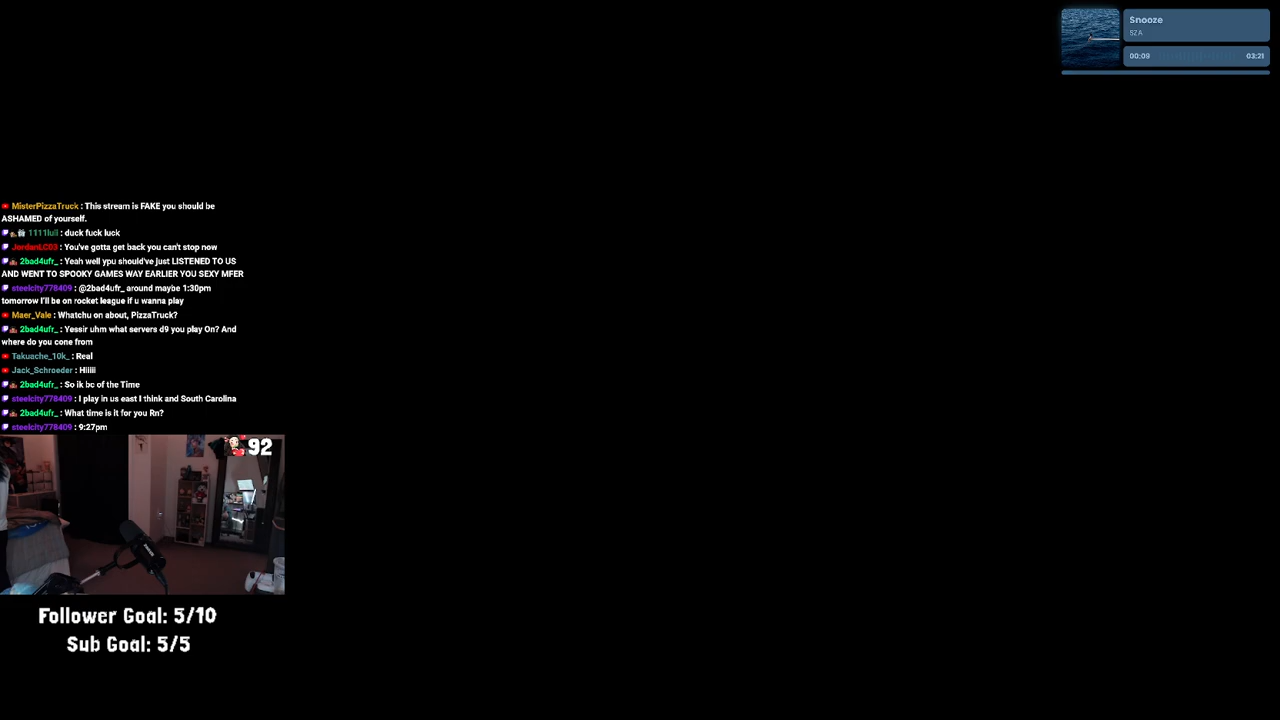 Snooze
SZA
00:09 03:21
MisterPizzaTruck : This stream is FAKE you should be
ASHAMED of yourself.
1111luli : duck fuck luck
JordanLC03 : You've gotta get back you can't stop now
2bad4ufr_ : Yeah well ypu should've just LISTENED TO US
AND WENT TO SPOOKY GAMES WAY EARLIER YOU SEXY MFER
steelcity778409 : @2bad4ufr_ around maybe 1:30pm
tomorrow I'll be on rocket league if u wanna play
Maer_Vale : Whatchu on about, PizzaTruck?
2bad4ufr_ : Yessir uhm what servers d9 you play On? And
where do you come from
Takuache_10k_ : Real
Jack_Schroeder : Hiiiii
2bad4ufr_ : So ik bc of the Time
steelcity778409 : I play in us east I think and South Carolina
2bad4ufr_ : What time is it for you Rn?
steelcity778409 : 9:27pm
92
Follower Goal: 5/10
Sub Goal: 5/5